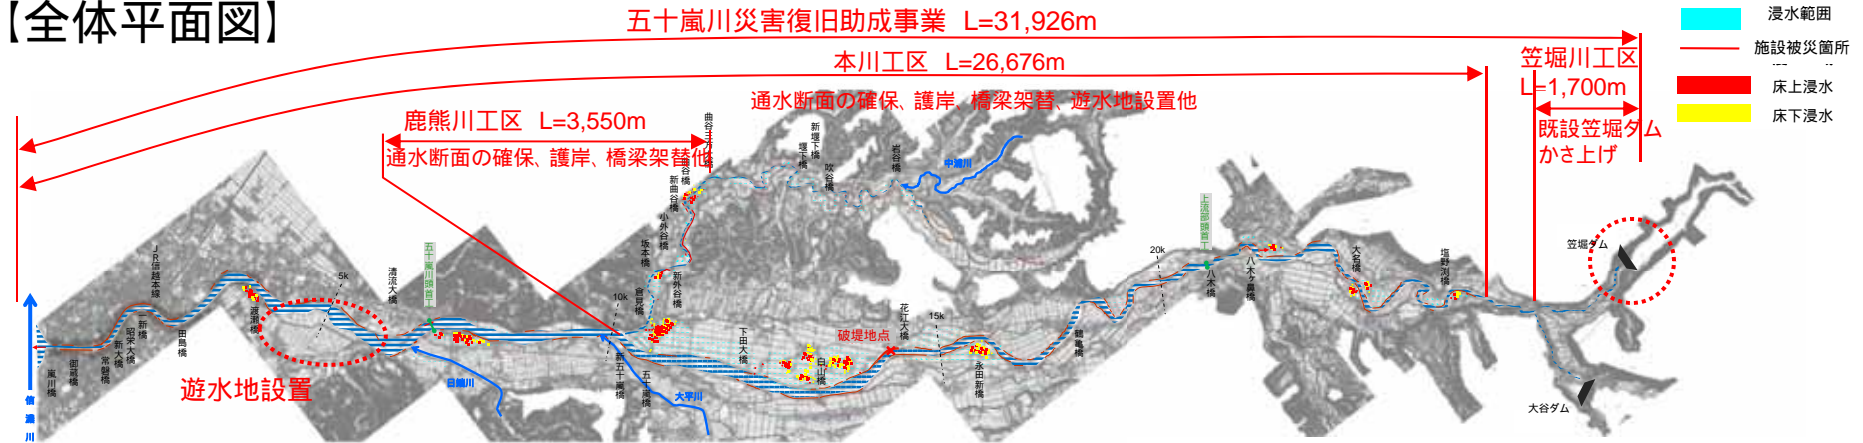 【全体平面図】
五十嵐川災害復旧助成事業 L=31,926m
本川工区 L=26,676m
通水断面の確保、護岸、橋梁架替、遊水地設置他
鹿熊川工区 L=3,550m
通水断面の確保、護岸、橋梁架替他
笠堀川工区
L=1,700m
既設笠堀ダム
かさ上げ
浸水範囲
施設被災箇所
床上浸水
床下浸水
信濃川
嵐川橋
御蔵橋
常磐橋
新大橋
昭栄大橋
一新橋
JR信越本線
田島橋
渡瀬橋
遊水地設置
5k
清流大橋
五十嵐川頭首工
10k
新五十嵐橋
五十嵐橋
大平川
倉見橋
坂本橋
新外谷橋
小外谷橋
新曲谷橋
曲谷橋
堰下橋
新堰下橋
吹谷橋
岩谷橋
中浦川
下田大橋
白山橋
破堤地点
花江大橋
15k
永田新橋
鶴亀橋
20k
上流部頭首工
八木橋
八木ヶ鼻橋
大名橋
塩野渕橋
笠堀ダム
大谷ダム